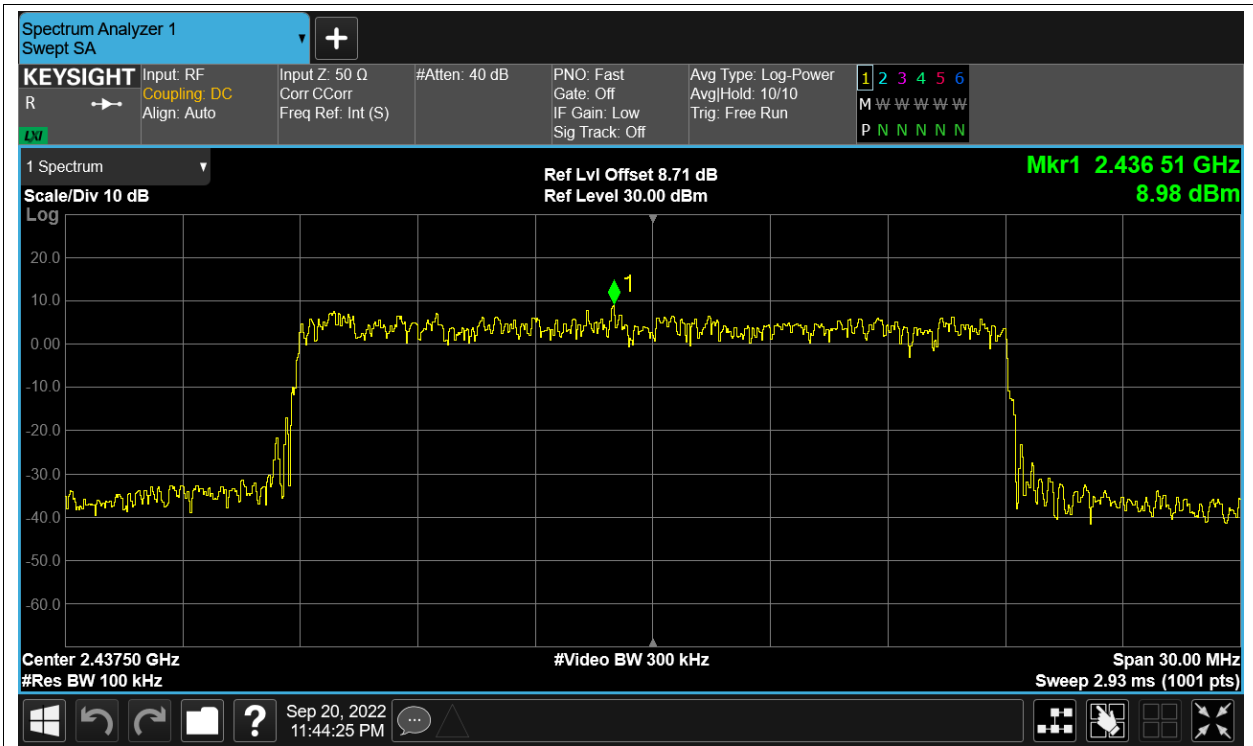 Spectrum Analyzer 1
Swept SA
+
KEYSIGHT
R
LXI
Input: RF
Coupling: DC
Align: Auto
Input Z: 50 Ω
Corr CCorr
Freq Ref: Int (S)
#Atten: 40 dB
PNO: Fast
Gate: Off
IF Gain: Low
Sig Track: Off
Avg Type: Log-Power
Avg|Hold: 10/10
Trig: Free Run
1 2 3 4 5 6
M W W W W W
P N N N N N
1 Spectrum
Scale/Div 10 dB
Log
Ref Lvl Offset 8.71 dB
Ref Level 30.00 dBm
Mkr1 2.436 51 GHz
8.98 dBm
1
20.0
10.0
0.00
-10.0
-20.0
-30.0
-40.0
-50.0
-60.0
Center 2.43750 GHz
#Res BW 100 kHz
#Video BW 300 kHz
Span 30.00 MHz
Sweep 2.93 ms (1001 pts)
?
Sep 20, 2022
11:44:25 PM